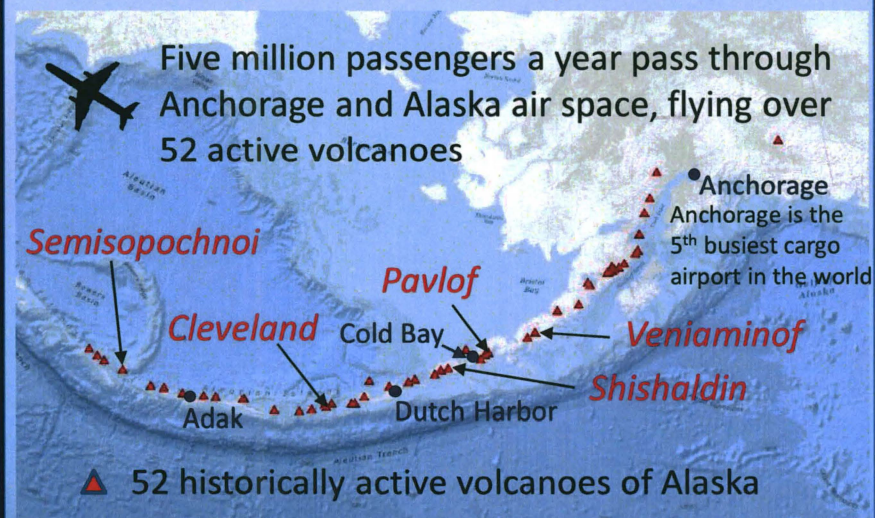 Five million passengers a year pass through
Anchorage and Alaska air space, flying over
52 active volcanoes
Aleutian
Basin
Anchorage
Anchorage is the
5th busiest cargo
airport in the world
Semisopochnoi
Bowers
Basin
Pavlof
Bristol
Bay
Alaska
Cleveland
Cold Bay
Veniaminof
Shishaldin
Adak
Dutch Harbor
Aleutian Trench
52 historically active volcanoes of Alaska